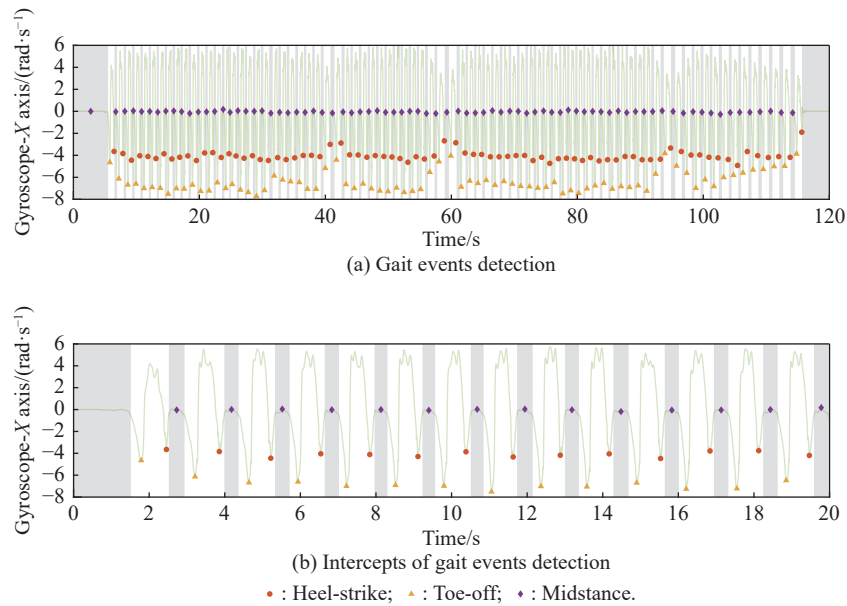 6
4
2
0
−2
−4
−6
−8
Gyroscope-X axis/(rad·s⁻¹)
0 20 40 60 80 100 120
Time/s
(a) Gait events detection
6
4
2
0
−2
−4
−6
−8
Gyroscope-X axis/(rad·s⁻¹)
0 2 4 6 8 10 12 14 16 18 20
Time/s
(b) Intercepts of gait events detection
: Heel-strike; : Toe-off; : Midstance.